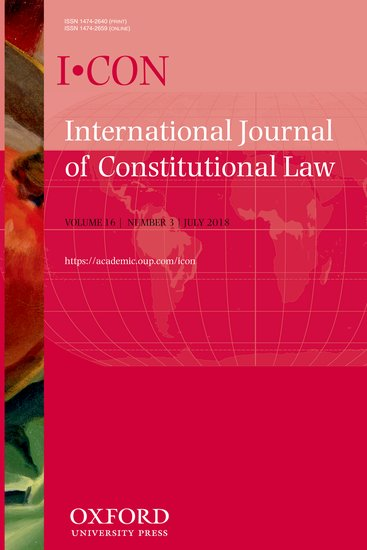 ISSN 1474-2640 (PRINT)
ISSN 1474-2659 (ONLINE)
I•CON
International Journal
of Constitutional Law
VOLUME 16 | NUMBER 3 | JULY 2018
https://academic.oup.com/icon
OXFORD
UNIVERSITY PRESS